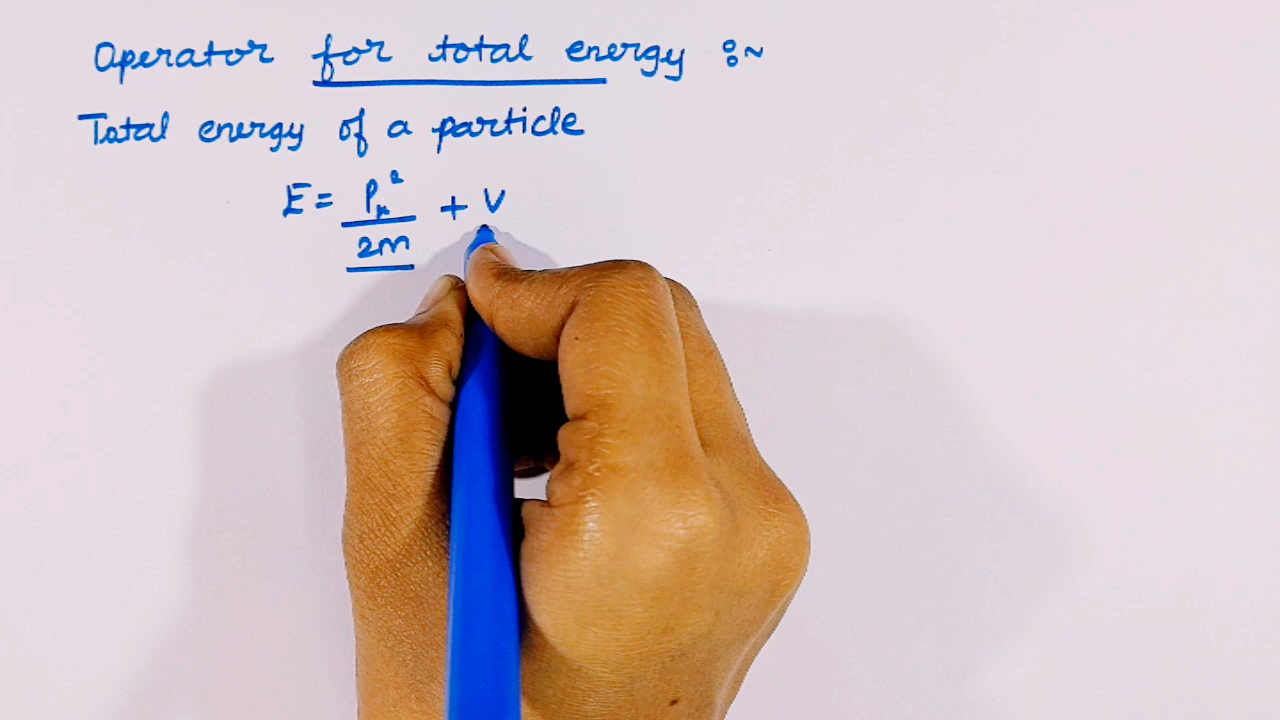 Operator for total energy :~
Total energy of a particle
E = Pₓ² / 2m + V